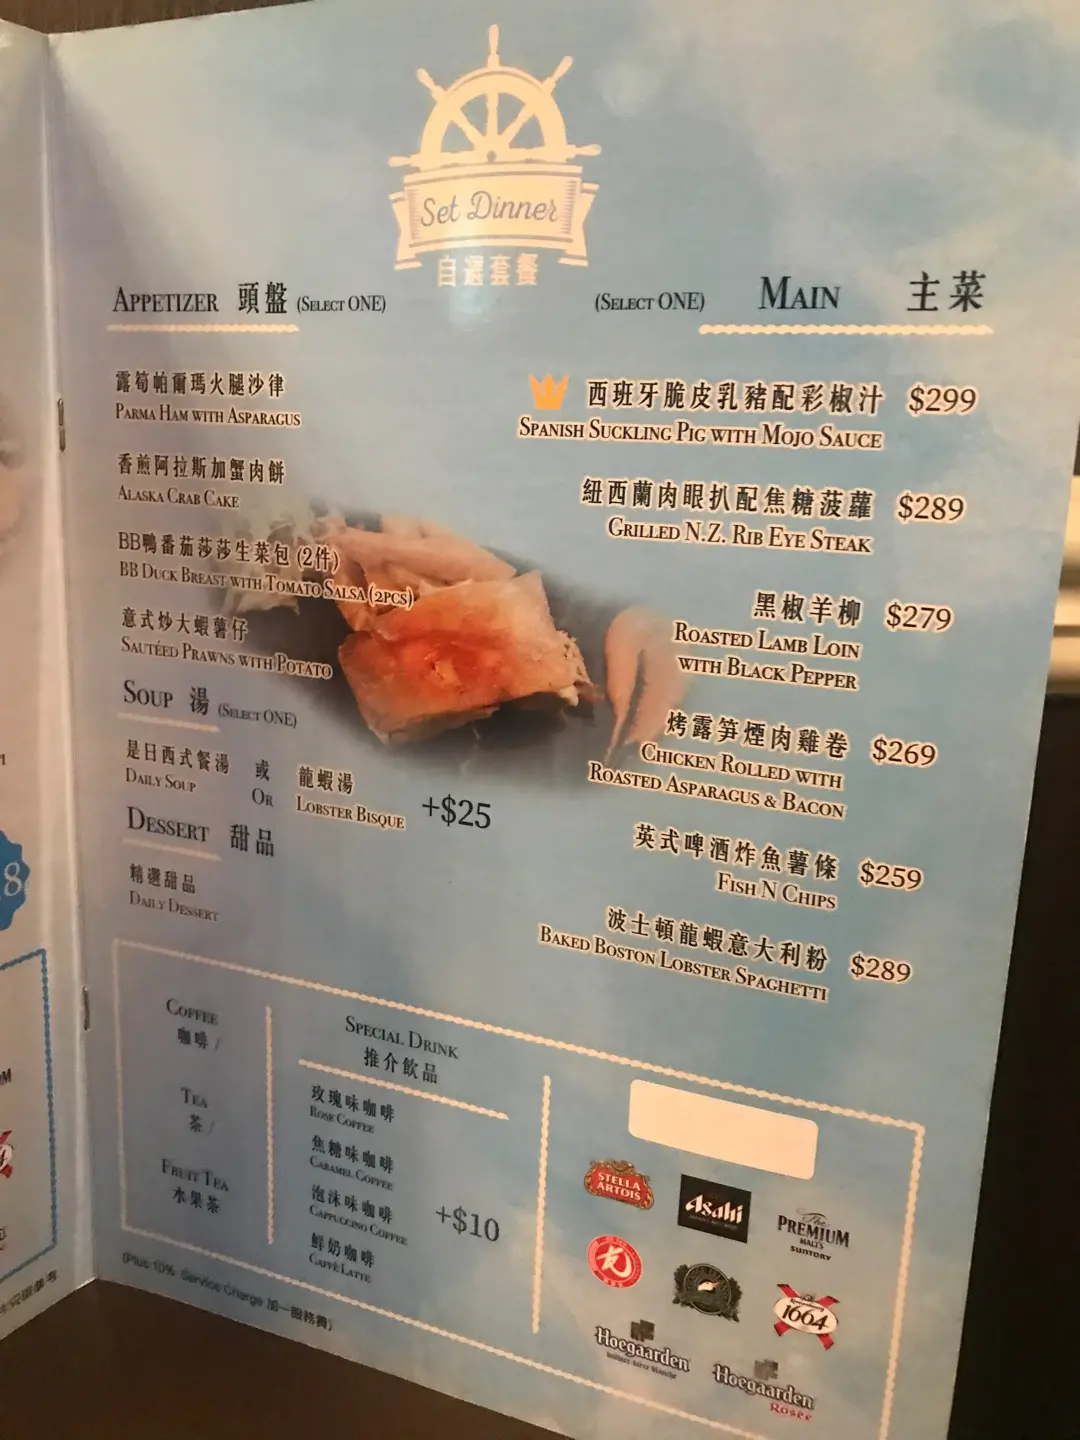 Set Dinner
自選套餐
APPETIZER 頭盤 (SELECT ONE)
露筍帕爾瑪火腿沙律
PARMA HAM WITH ASPARAGUS
香煎阿拉斯加蟹肉餅
ALASKA CRAB CAKE
BB鴨番茄莎莎生菜包 (2件)
BB DUCK BREAST WITH TOMATO SALSA (2PCS)
意式炒大蝦薯仔
SAUTÉED PRAWNS WITH POTATO
SOUP 湯 (SELECT ONE)
是日西式餐湯 或 龍蝦湯
DAILY SOUP OR LOBSTER BISQUE +$25
DESSERT 甜品
精選甜品
DAILY DESSERT
(SELECT ONE) MAIN 主菜
西班牙脆皮乳豬配彩椒汁 $299
SPANISH SUCKLING PIG WITH MOJO SAUCE
紐西蘭肉眼扒配焦糖菠蘿 $289
GRILLED N.Z. RIB EYE STEAK
黑椒羊柳 $279
ROASTED LAMB LOIN
WITH BLACK PEPPER
烤露笋煙肉雞卷 $269
CHICKEN ROLLED WITH
ROASTED ASPARAGUS & BACON
英式啤酒炸魚薯條 $259
FISH N CHIPS
波士頓龍蝦意大利粉 $289
BAKED BOSTON LOBSTER SPAGHETTI
COFFEE
咖啡 /
TEA
茶 /
FRUIT TEA
水果茶
SPECIAL DRINK
推介飲品
玫瑰味咖啡
ROSE COFFEE
焦糖味咖啡
CARAMEL COFFEE
泡沫味咖啡
CAPPUCCINO COFFEE
鮮奶咖啡
CAFFÈ LATTE
+$10
(Plus 10% Service Charge 加一服務費)
STELLA
ARTOIS
Asahi
The
PREMIUM
MALT'S
SUNTORY
1664
Hoegaarden
Hoegaarden
Rosée
8